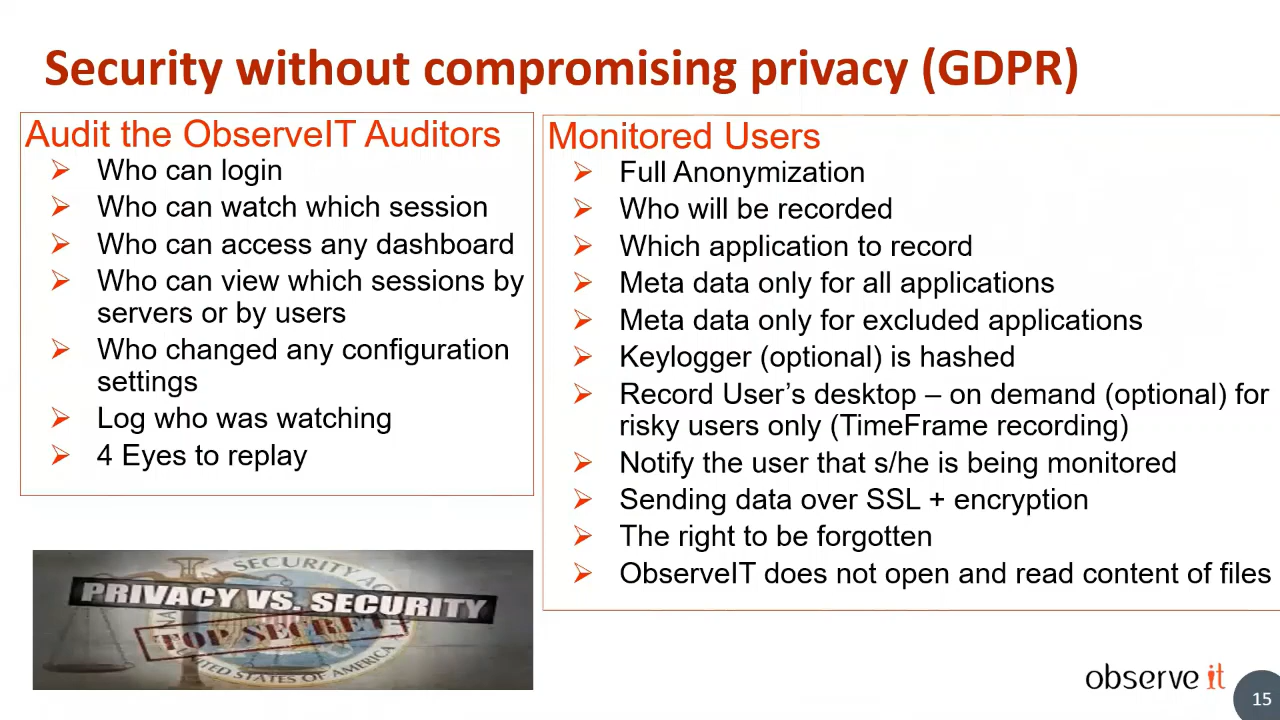 Security without compromising privacy (GDPR)
Audit the ObserveIT Auditors
Who can login
Who can watch which session
Who can access any dashboard
Who can view which sessions by
servers or by users
Who changed any configuration
settings
Log who was watching
4 Eyes to replay
Monitored Users
Full Anonymization
Who will be recorded
Which application to record
Meta data only for all applications
Meta data only for excluded applications
Keylogger (optional) is hashed
Record User’s desktop – on demand (optional) for
risky users only (TimeFrame recording)
Notify the user that s/he is being monitored
Sending data over SSL + encryption
The right to be forgotten
ObserveIT does not open and read content of files
AL SECURITY AG
PRIVACY VS. SECURITY
TOP SECRET
UNITED STATES OF AMERICA
observe it
15